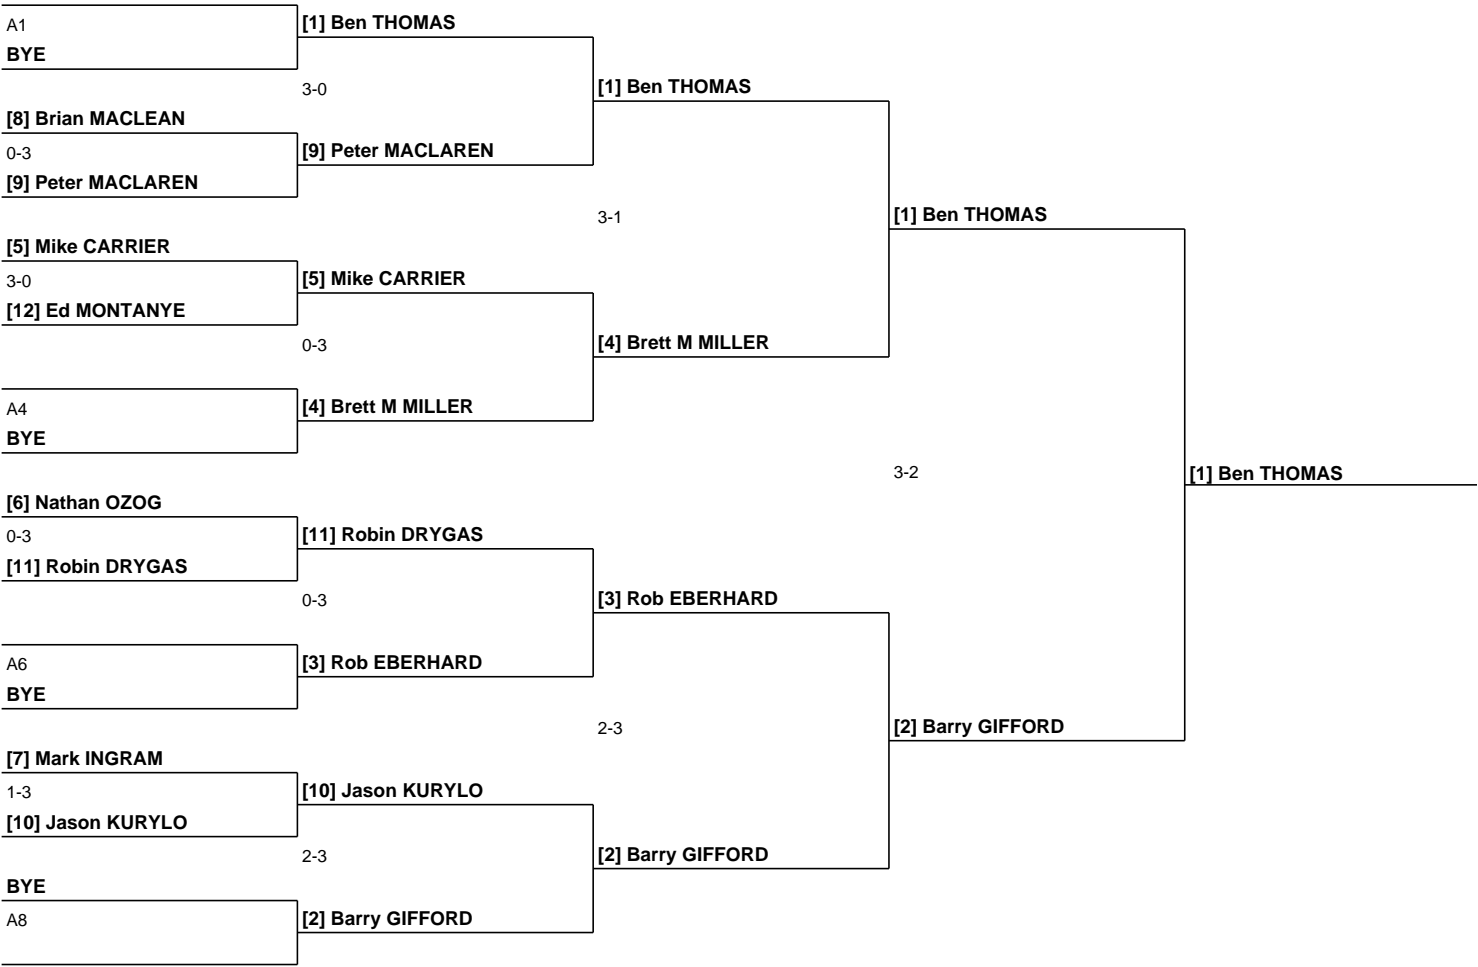 A1
BYE
[1] Ben THOMAS
3-0
[8] Brian MACLEAN
0-3
[9] Peter MACLAREN
[9] Peter MACLAREN
[1] Ben THOMAS
3-1
[5] Mike CARRIER
3-0
[12] Ed MONTANYE
[5] Mike CARRIER
0-3
A4
BYE
[4] Brett M MILLER
[4] Brett M MILLER
[1] Ben THOMAS
3-2
[6] Nathan OZOG
0-3
[11] Robin DRYGAS
[11] Robin DRYGAS
0-3
A6
BYE
[3] Rob EBERHARD
[3] Rob EBERHARD
2-3
[7] Mark INGRAM
1-3
[10] Jason KURYLO
[10] Jason KURYLO
2-3
BYE
A8
[2] Barry GIFFORD
[2] Barry GIFFORD
[2] Barry GIFFORD
[1] Ben THOMAS